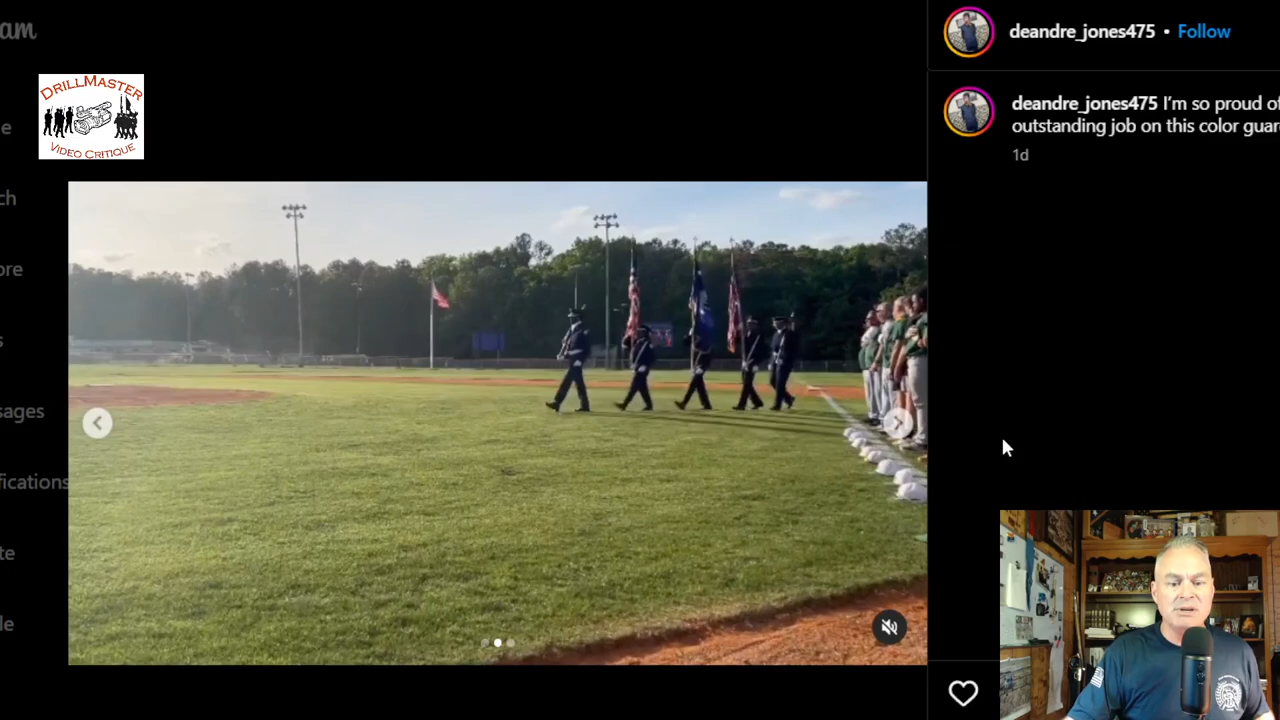 am
DRILLMASTER
VIDEO CRITIQUE
deandre_jones475 • Follow
deandre_jones475 I'm so proud of
outstanding job on this color guar
1d
e
ch
ore
s
sages
fications
te
le